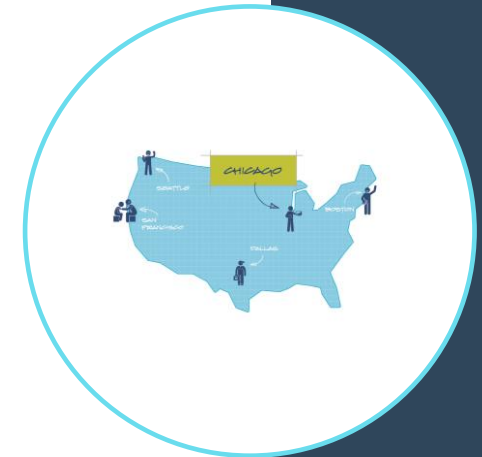 CHICAGO
SEATTLE
BOSTON
SAN
FRANCISCO
DALLAS